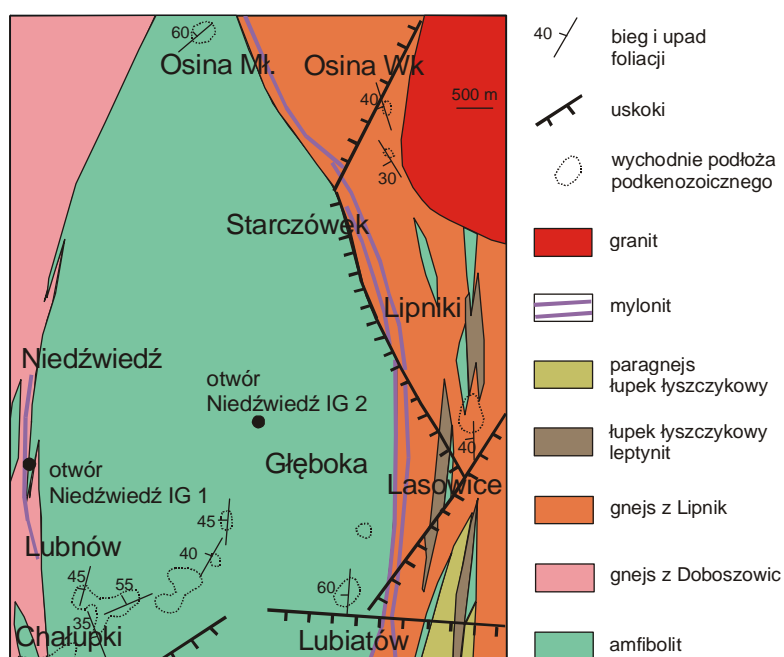 60
Osina Mł.
Osina Wk
40
500 m
30
Starczówek
Lipniki
Niedźwiedź
otwór
Niedźwiedź IG 2
Głęboka
40
otwór
Niedźwiedź IG 1
Lasowice
45
Lubnów
40
45
55
60
35
Chałupki
Lubiatów
40
bieg i upad
foliacji
uskoki
wychodnie podłoża
podkenozoicznego
granit
mylonit
paragnejs
łupek łyszczykowy
łupek łyszczykowy
leptynit
gnejs z Lipnik
gnejs z Doboszowic
amfibolit